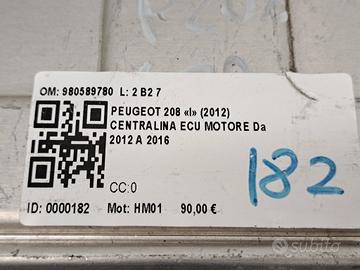 OM: 980589780 L: 2 B2 7
PEUGEOT 208 «I» (2012)
CENTRALINA ECU MOTORE Da
2012 A 2016
CC:0
ID: 0000182 Mot: HM01 90,00 €
182
subito